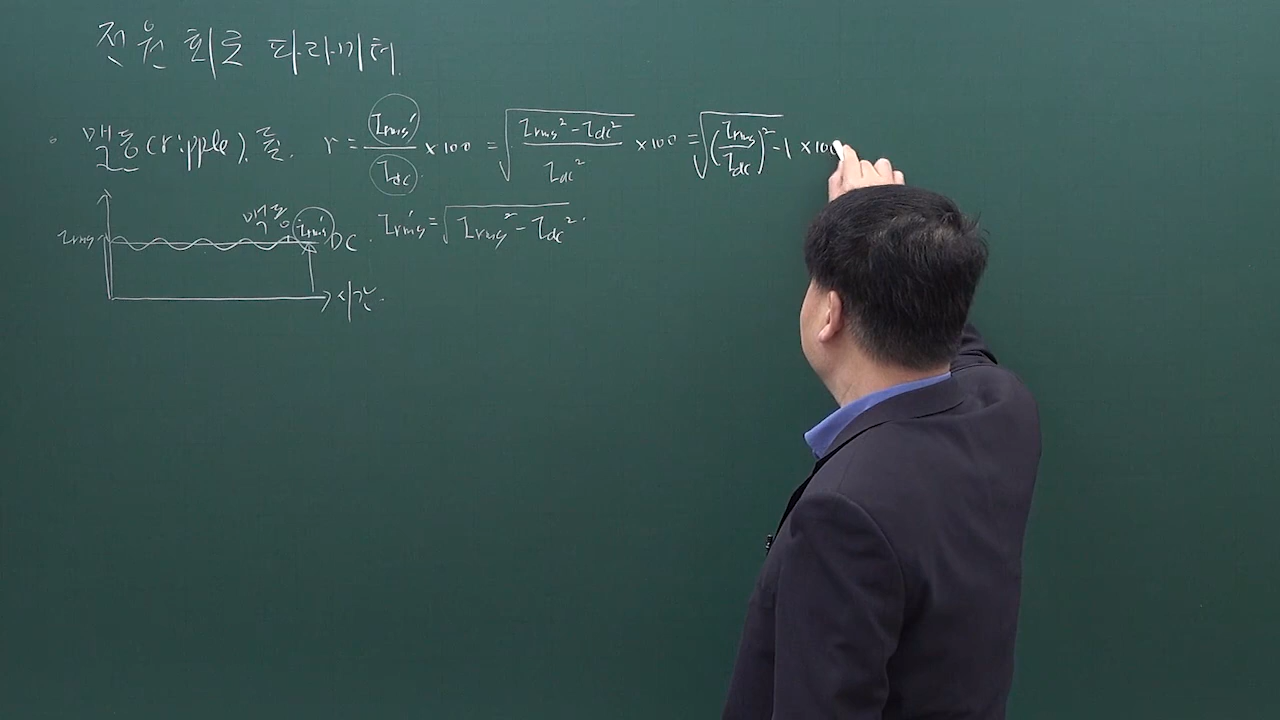 전원 회로 파라미터
· 맥동(ripple)률. r = Irms' / Idc × 100 = √((Irms² - Idc²) / Idc²) × 100 = √((Irms / Idc)² - 1) × 100
맥동 Irms' DC . Irms' = √(Irms² - Idc²) .
Irms
시간.